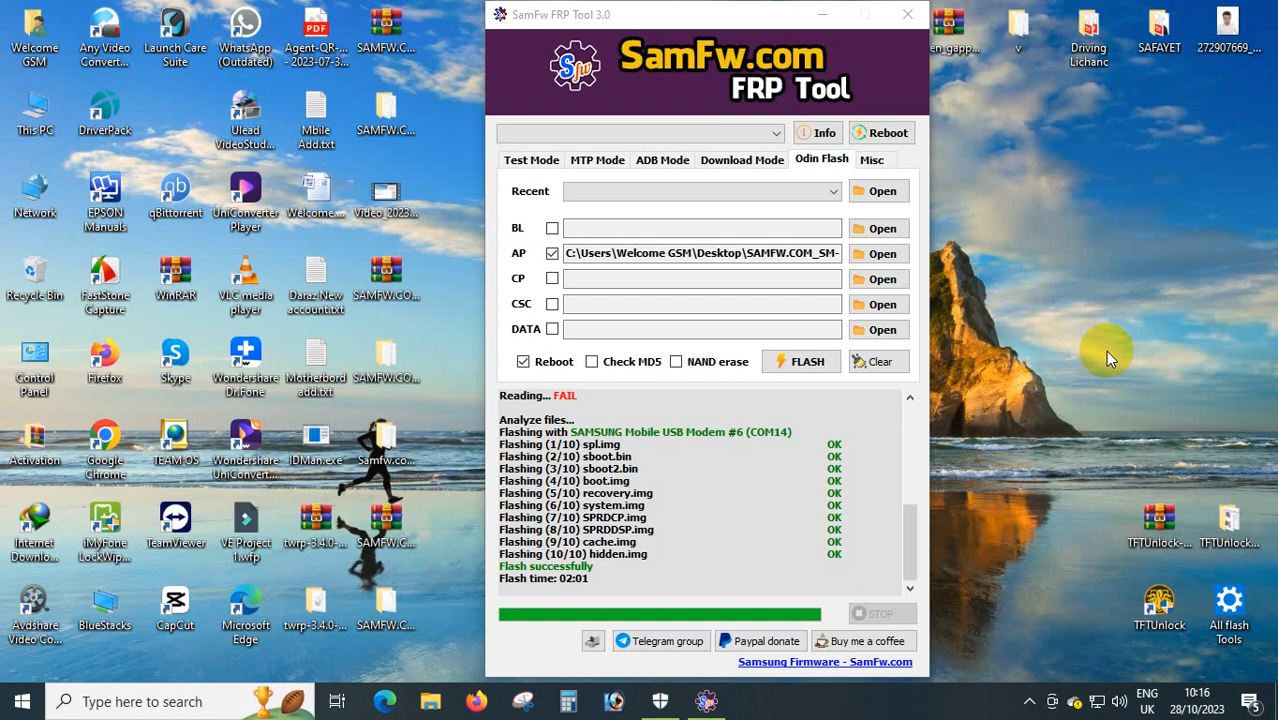 Welcome GSM
Any Video Convert...
Launch Care Suite
WhatsApp (Outdated)
PDF
Agent-QR-... - 2023-07-3...
SAMFW.C...
This PC
DriverPack
Ulead VideoStud...
Mbile Add.txt
SAMFW.C...
Network
EPSON Manuals
qBittorrent
UniConverter Player
Welcome....
Video_2023...
Recycle Bin
FastStone Capture
WinRAR
VLC media player
Daraz New account.txt
SAMFW.CO...
Control Panel
Firefox
Skype
Wondershare Dr.Fone
Motherbord add.txt
SAMFW.CO...
Activation
Google Chrome
TEAM OS
Wondershare UniConvert...
IDMan.exe
Samfw.co...
Internet Downlo...
iMyFone LockWip...
TeamViewer
VE Project 1.wfp
twrp-3.4.0-...
SAMFW.C...
Avdshare Video Co...
BlueStacks
CapCut
Microsoft Edge
twrp-3.4.0-...
SAMFW.C...
SamFw FRP Tool 3.0
Sfw
SamFw.com
FRP Tool
Info
Reboot
Test Mode
MTP Mode
ADB Mode
Download Mode
Odin Flash
Misc
Recent
Open
BL
Open
AP
C:\Users\Welcome GSM\Desktop\SAMFW.COM_SM-
Open
CP
Open
CSC
Open
DATA
Open
Reboot
Check MD5
NAND erase
FLASH
Clear
Reading... FAIL
Analyze files...
Flashing with SAMSUNG Mobile USB Modem #6 (COM14)
Flashing (1/10) spl.img OK
Flashing (2/10) sboot.bin OK
Flashing (3/10) sboot2.bin OK
Flashing (4/10) boot.img OK
Flashing (5/10) recovery.img OK
Flashing (6/10) system.img OK
Flashing (7/10) SPRDCP.img OK
Flashing (8/10) SPRDDSP.img OK
Flashing (9/10) cache.img OK
Flashing (10/10) hidden.img OK
Flash successfully
Flash time: 02:01
STOP
Telegram group
Paypal donate
Buy me a coffee
Samsung Firmware - SamFw.com
en_gapp...
v
Driving Lichanc
SAFAYET
272907669_...
TFTUnlock-...
TFTUnlock...
TFTUnlock
All flash Tools
Type here to search
ENG
UK
10:16
28/10/2023
5